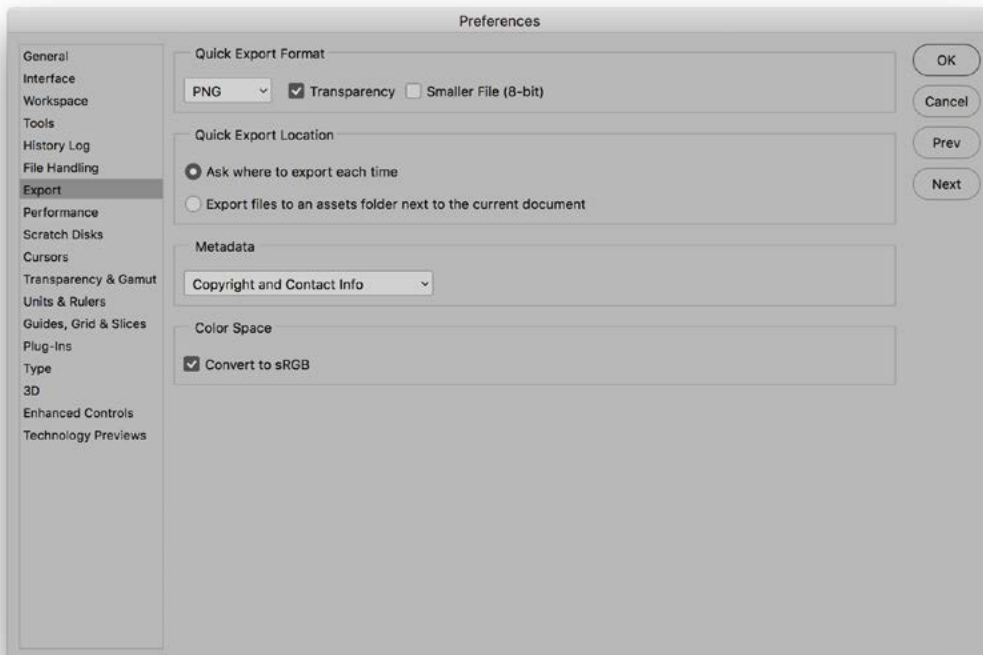 Preferences
General
Interface
Workspace
Tools
History Log
File Handling
Export
Performance
Scratch Disks
Cursors
Transparency & Gamut
Units & Rulers
Guides, Grid & Slices
Plug-Ins
Type
3D
Enhanced Controls
Technology Previews
Quick Export Format
PNG Transparency Smaller File (8-bit)
Quick Export Location
Ask where to export each time
Export files to an assets folder next to the current document
Metadata
Copyright and Contact Info
Color Space
Convert to sRGB
OK
Cancel
Prev
Next